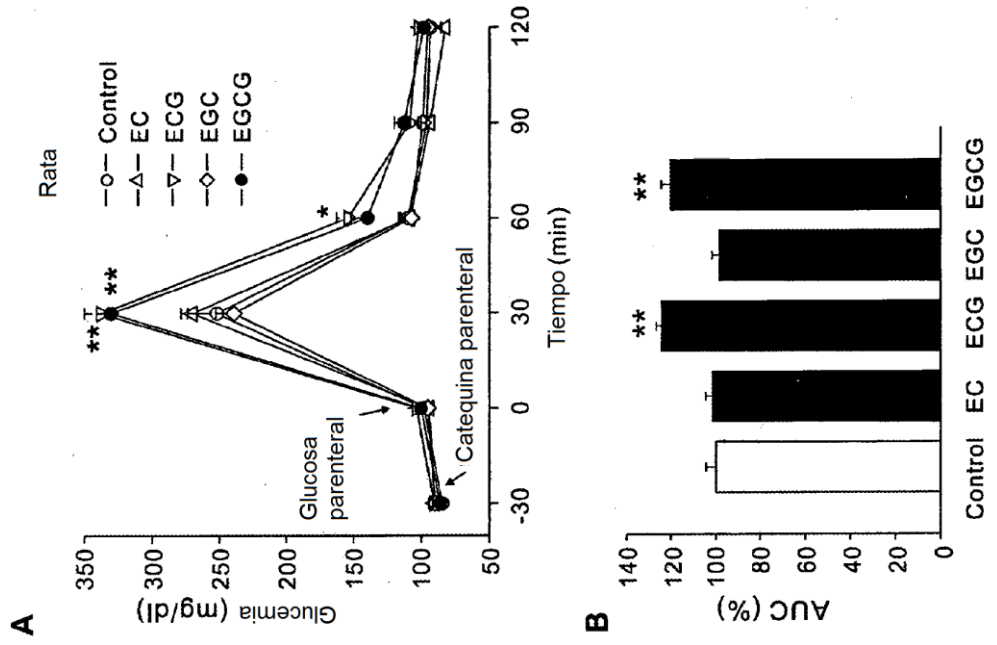 A
Rata
Control
EC
ECG
EGC
EGCG
350
300
250
200
150
100
50
Glucemia (mg/dl)
**
**
*
Glucosa
parenteral
Catequina parenteral
-30
0
30
60
90
120
Tiempo (min)
B
140
120
100
80
60
40
20
0
AUC (%)
**
**
Control
EC
ECG
EGC
EGCG